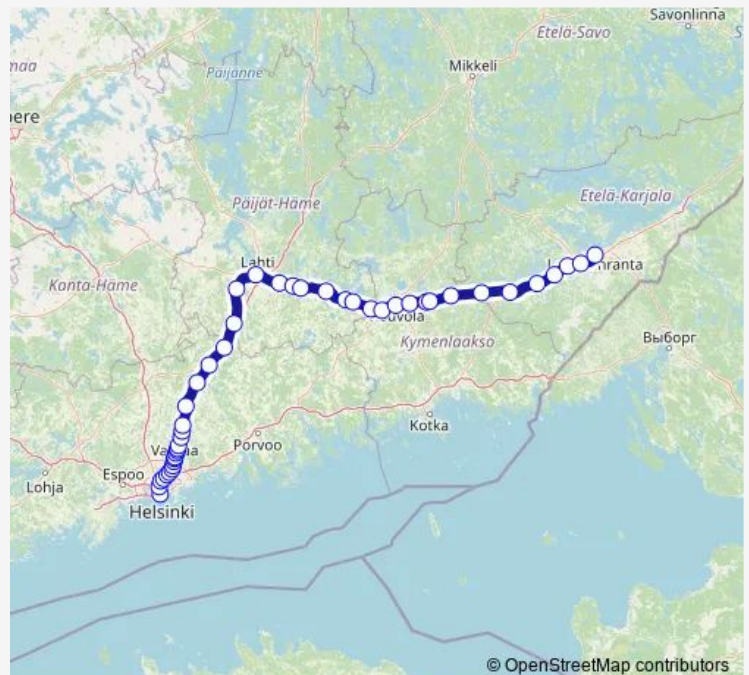 Savonlinna
Etelä-Savo
maa
Päijänne
Mikkeli
ere
Etelä-Karjala
Päijät-Häme
Lahti
nranta
Kanta-Häme
uvola
Выборг
Kymenlaakso
Kotka
Porvoo
Espoo
Lohja
Helsinki
© OpenStreetMap contributors